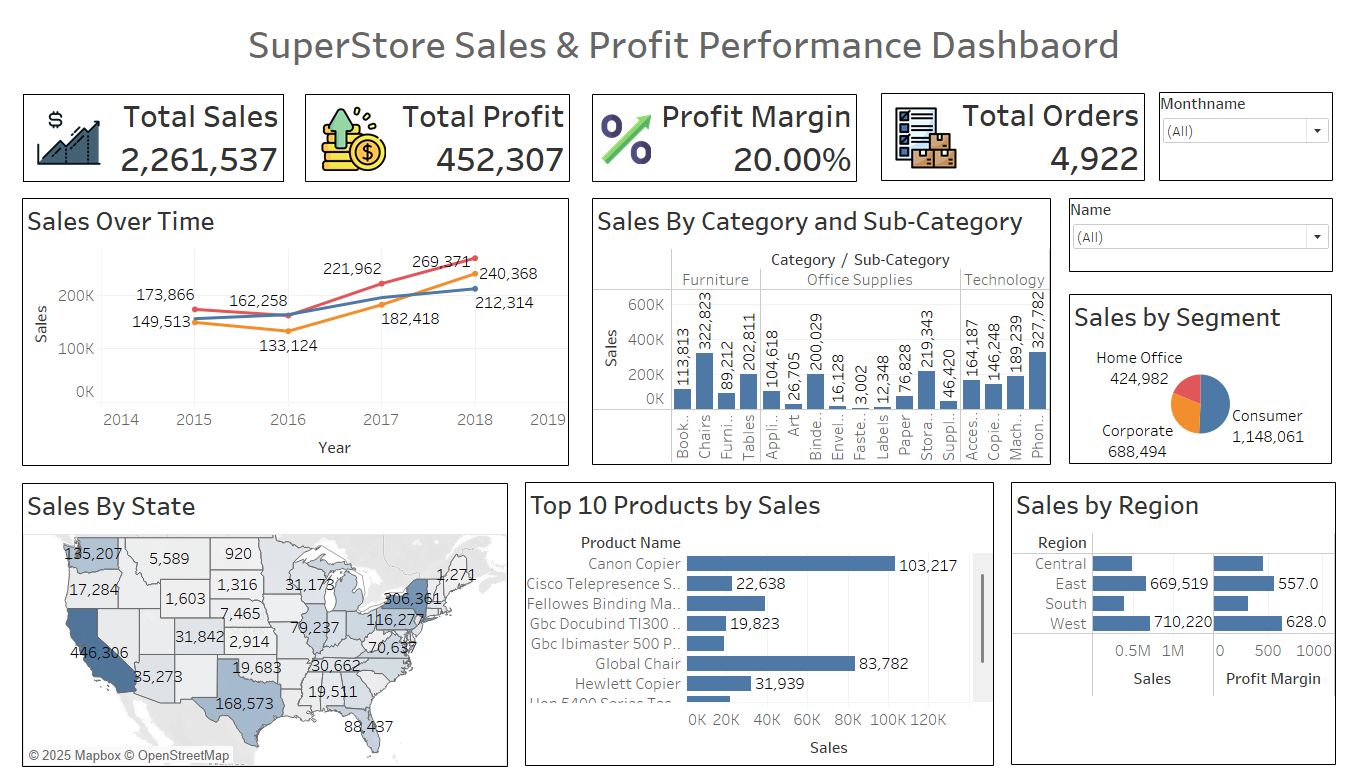 SuperStore Sales & Profit Performance Dashbaord
Total Sales
2,261,537
Total Profit
452,307
Profit Margin
20.00%
Total Orders
4,922
Monthname
(All)
Sales Over Time
Sales
200K
100K
0K
173,866
149,513
162,258
133,124
221,962
182,418
269,371
240,368
212,314
2014 2015 2016 2017 2018 2019
Year
Sales By Category and Sub-Category
Category / Sub-Category
Furniture Office Supplies Technology
Sales
600K
400K
200K
0K
113,813 322,823 89,212 202,811 104,618 26,705 200,029 16,128 3,002 12,348 76,828 219,343 46,420 164,187 146,248 189,239 327,782
Book.. Chairs Furni.. Tables Appli.. Art Binde.. Envel.. Faste.. Labels Paper Stora.. Suppl.. Acces.. Copie.. Mach.. Phon..
Name
(All)
Sales by Segment
Home Office
424,982
Corporate
688,494
Consumer
1,148,061
Sales By State
135,207 5,589 920 1,271
17,284 1,603 1,316 31,173 306,361
7,465 116,277
446,306 31,842 2,914 79,237 70,637
35,273 19,683 30,662
168,573 19,511
88,437
© 2025 Mapbox © OpenStreetMap
Top 10 Products by Sales
Product Name
Canon Copier 103,217
Cisco Telepresence S.. 22,638
Fellowes Binding Ma..
Gbc Docubind Tl300 .. 19,823
Gbc Ibimaster 500 P..
Global Chair 83,782
Hewlett Copier 31,939
Hon 5400 Series Tas..
0K 20K 40K 60K 80K 100K 120K
Sales
Sales by Region
Region
Central
East 669,519 557.0
South
West 710,220 628.0
0.5M 1M 0 500 1000
Sales Profit Margin